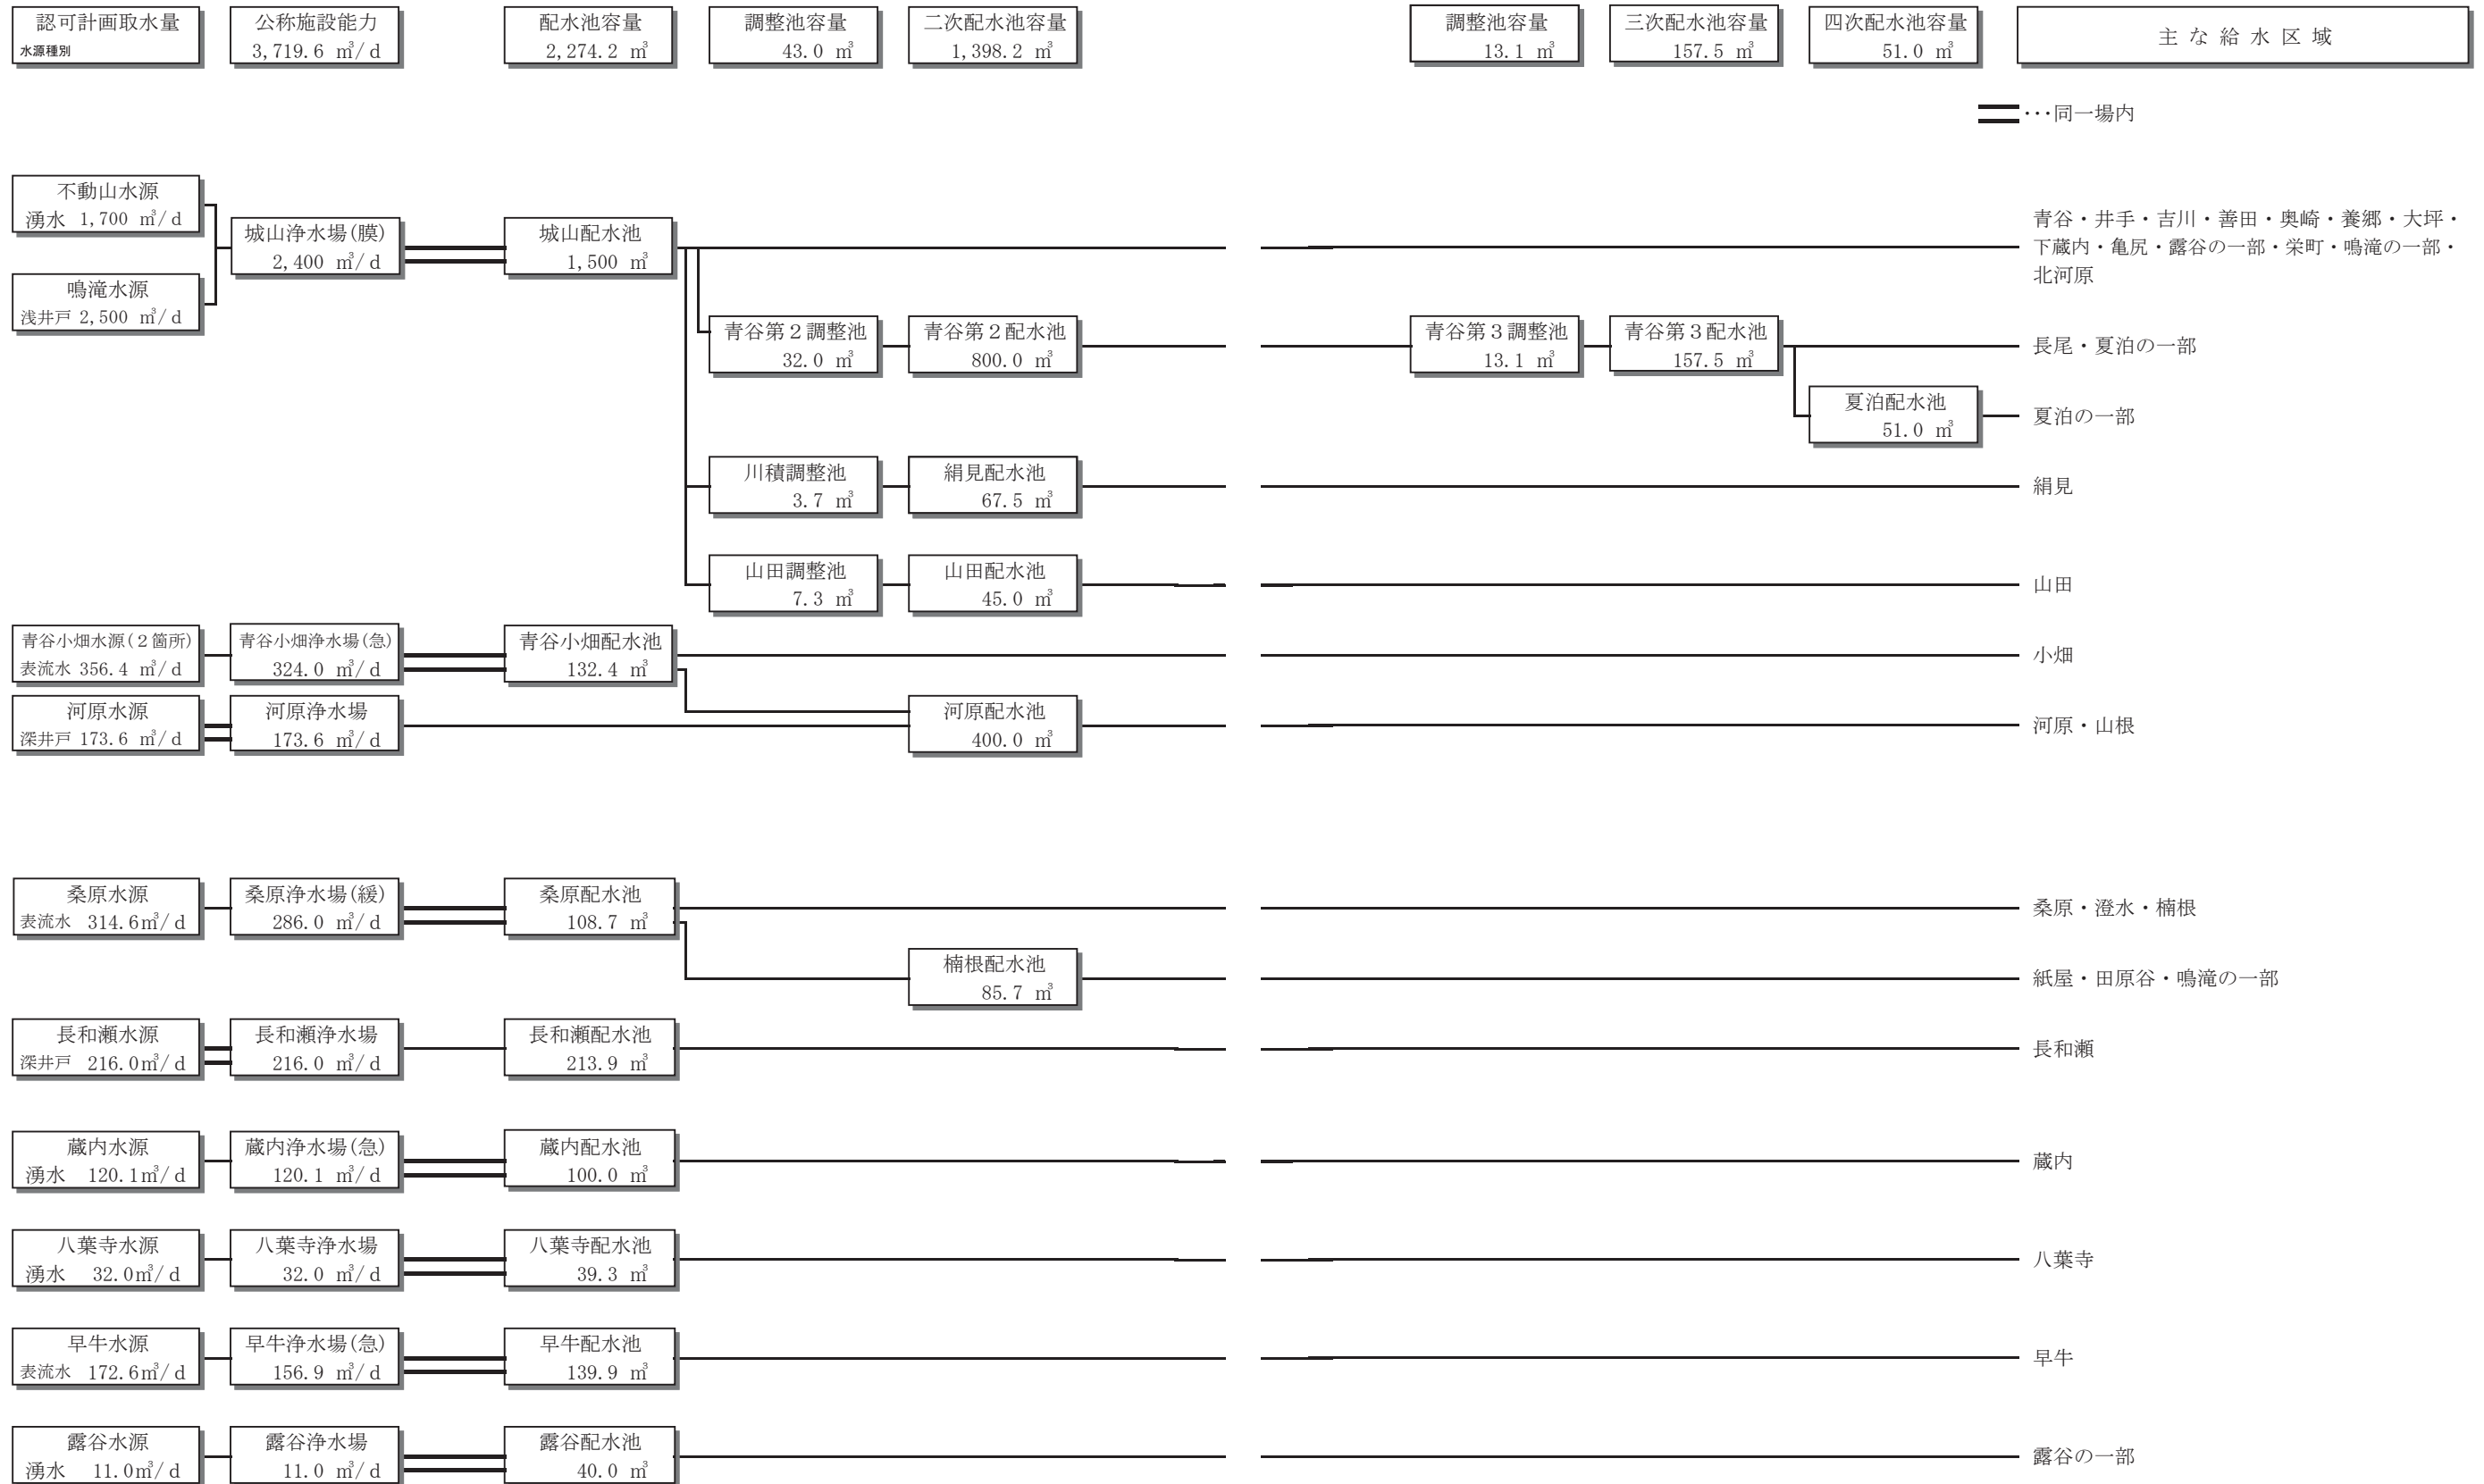 認可計画取水量
水源種別
公称施設能力
3,719.6 ㎥/d
配水池容量
2,274.2 ㎥
調整池容量
43.0 ㎥
二次配水池容量
1,398.2 ㎥
調整池容量
13.1 ㎥
三次配水池容量
157.5 ㎥
四次配水池容量
51.0 ㎥
主な給水区域
…同一場内
不動山水源
湧水 1,700 ㎥/d
鳴滝水源
浅井戸 2,500 ㎥/d
城山浄水場(膜)
2,400 ㎥/d
城山配水池
1,500 ㎥
青谷・井手・吉川・善田・奥崎・養郷・大坪・
下蔵内・亀尻・露谷の一部・栄町・鳴滝の一部・
北河原
青谷第2調整池
32.0 ㎥
青谷第2配水池
800.0 ㎥
青谷第3調整池
13.1 ㎥
青谷第3配水池
157.5 ㎥
長尾・夏泊の一部
夏泊配水池
51.0 ㎥
夏泊の一部
川積調整池
3.7 ㎥
絹見配水池
67.5 ㎥
絹見
山田調整池
7.3 ㎥
山田配水池
45.0 ㎥
山田
青谷小畑水源(2箇所)
表流水 356.4 ㎥/d
青谷小畑浄水場(急)
324.0 ㎥/d
青谷小畑配水池
132.4 ㎥
小畑
河原水源
深井戸 173.6 ㎥/d
河原浄水場
173.6 ㎥/d
河原配水池
400.0 ㎥
河原・山根
桑原水源
表流水 314.6㎥/d
桑原浄水場(緩)
286.0 ㎥/d
桑原配水池
108.7 ㎥
桑原・澄水・楠根
楠根配水池
85.7 ㎥
紙屋・田原谷・鳴滝の一部
長和瀬水源
深井戸 216.0㎥/d
長和瀬浄水場
216.0 ㎥/d
長和瀬配水池
213.9 ㎥
長和瀬
蔵内水源
湧水 120.1㎥/d
蔵内浄水場(急)
120.1 ㎥/d
蔵内配水池
100.0 ㎥
蔵内
八葉寺水源
湧水 32.0㎥/d
八葉寺浄水場
32.0 ㎥/d
八葉寺配水池
39.3 ㎥
八葉寺
早牛水源
表流水 172.6㎥/d
早牛浄水場(急)
156.9 ㎥/d
早牛配水池
139.9 ㎥
早牛
露谷水源
湧水 11.0㎥/d
露谷浄水場
11.0 ㎥/d
露谷配水池
40.0 ㎥
露谷の一部